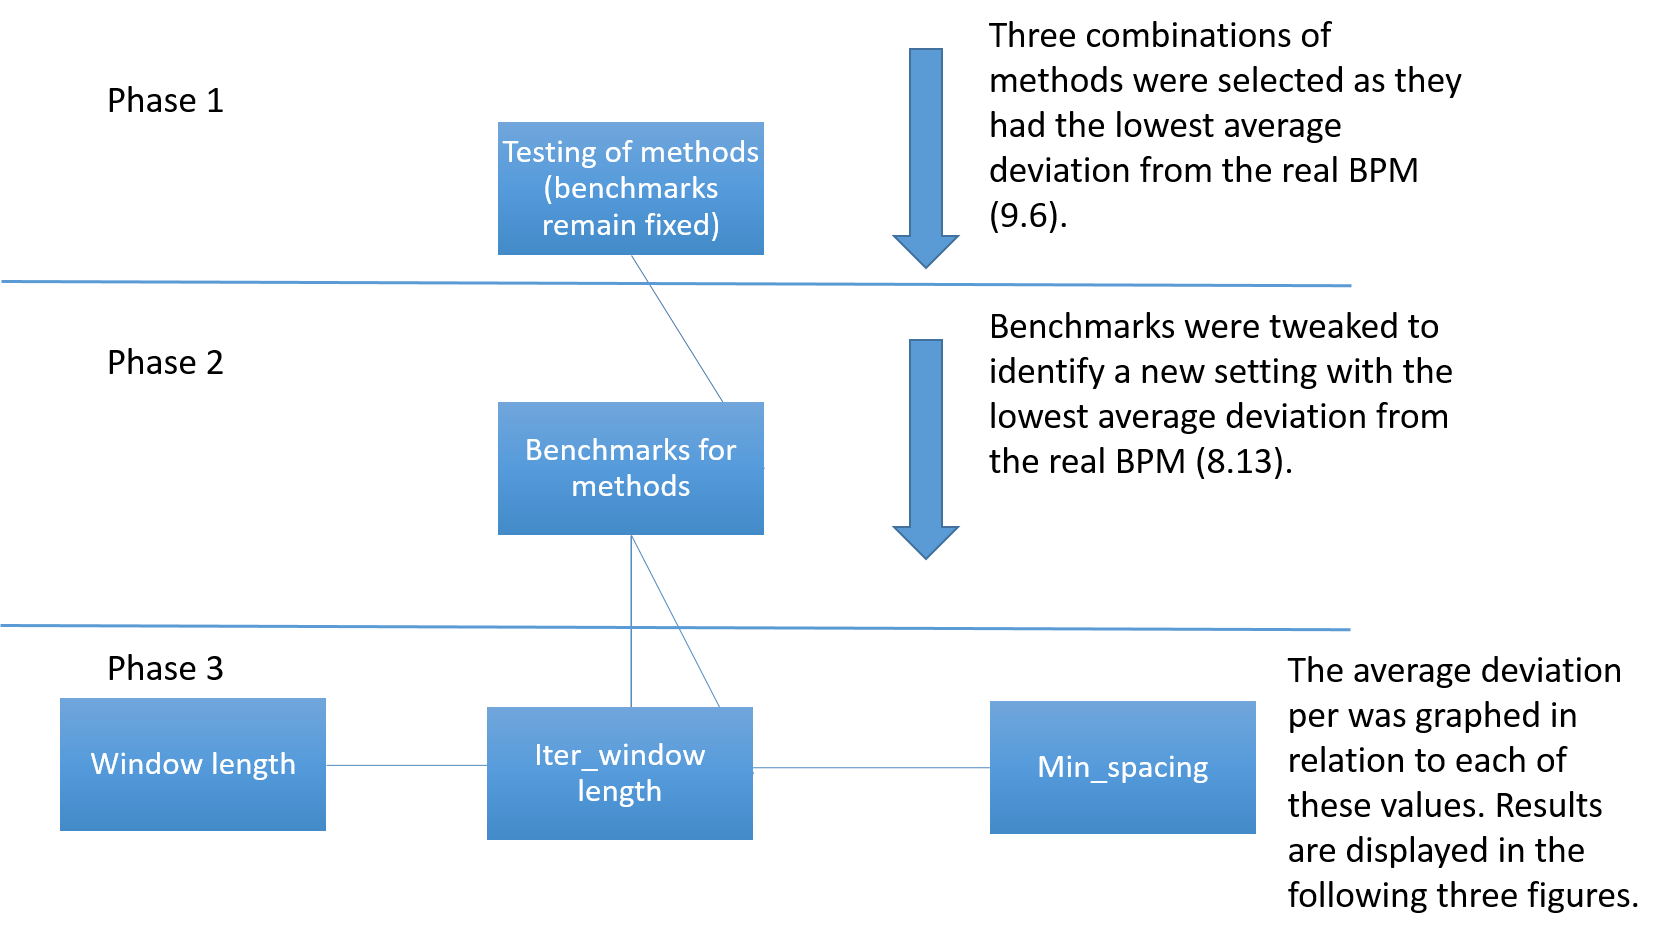 Phase 1
Testing of methods
(benchmarks
remain fixed)
Three combinations of
methods were selected as they
had the lowest average
deviation from the real BPM
(9.6).
Phase 2
Benchmarks for
methods
Benchmarks were tweaked to
identify a new setting with the
lowest average deviation from
the real BPM (8.13).
Phase 3
Window length
Iter_window
length
Min_spacing
The average deviation
per was graphed in
relation to each of
these values. Results
are displayed in the
following three figures.